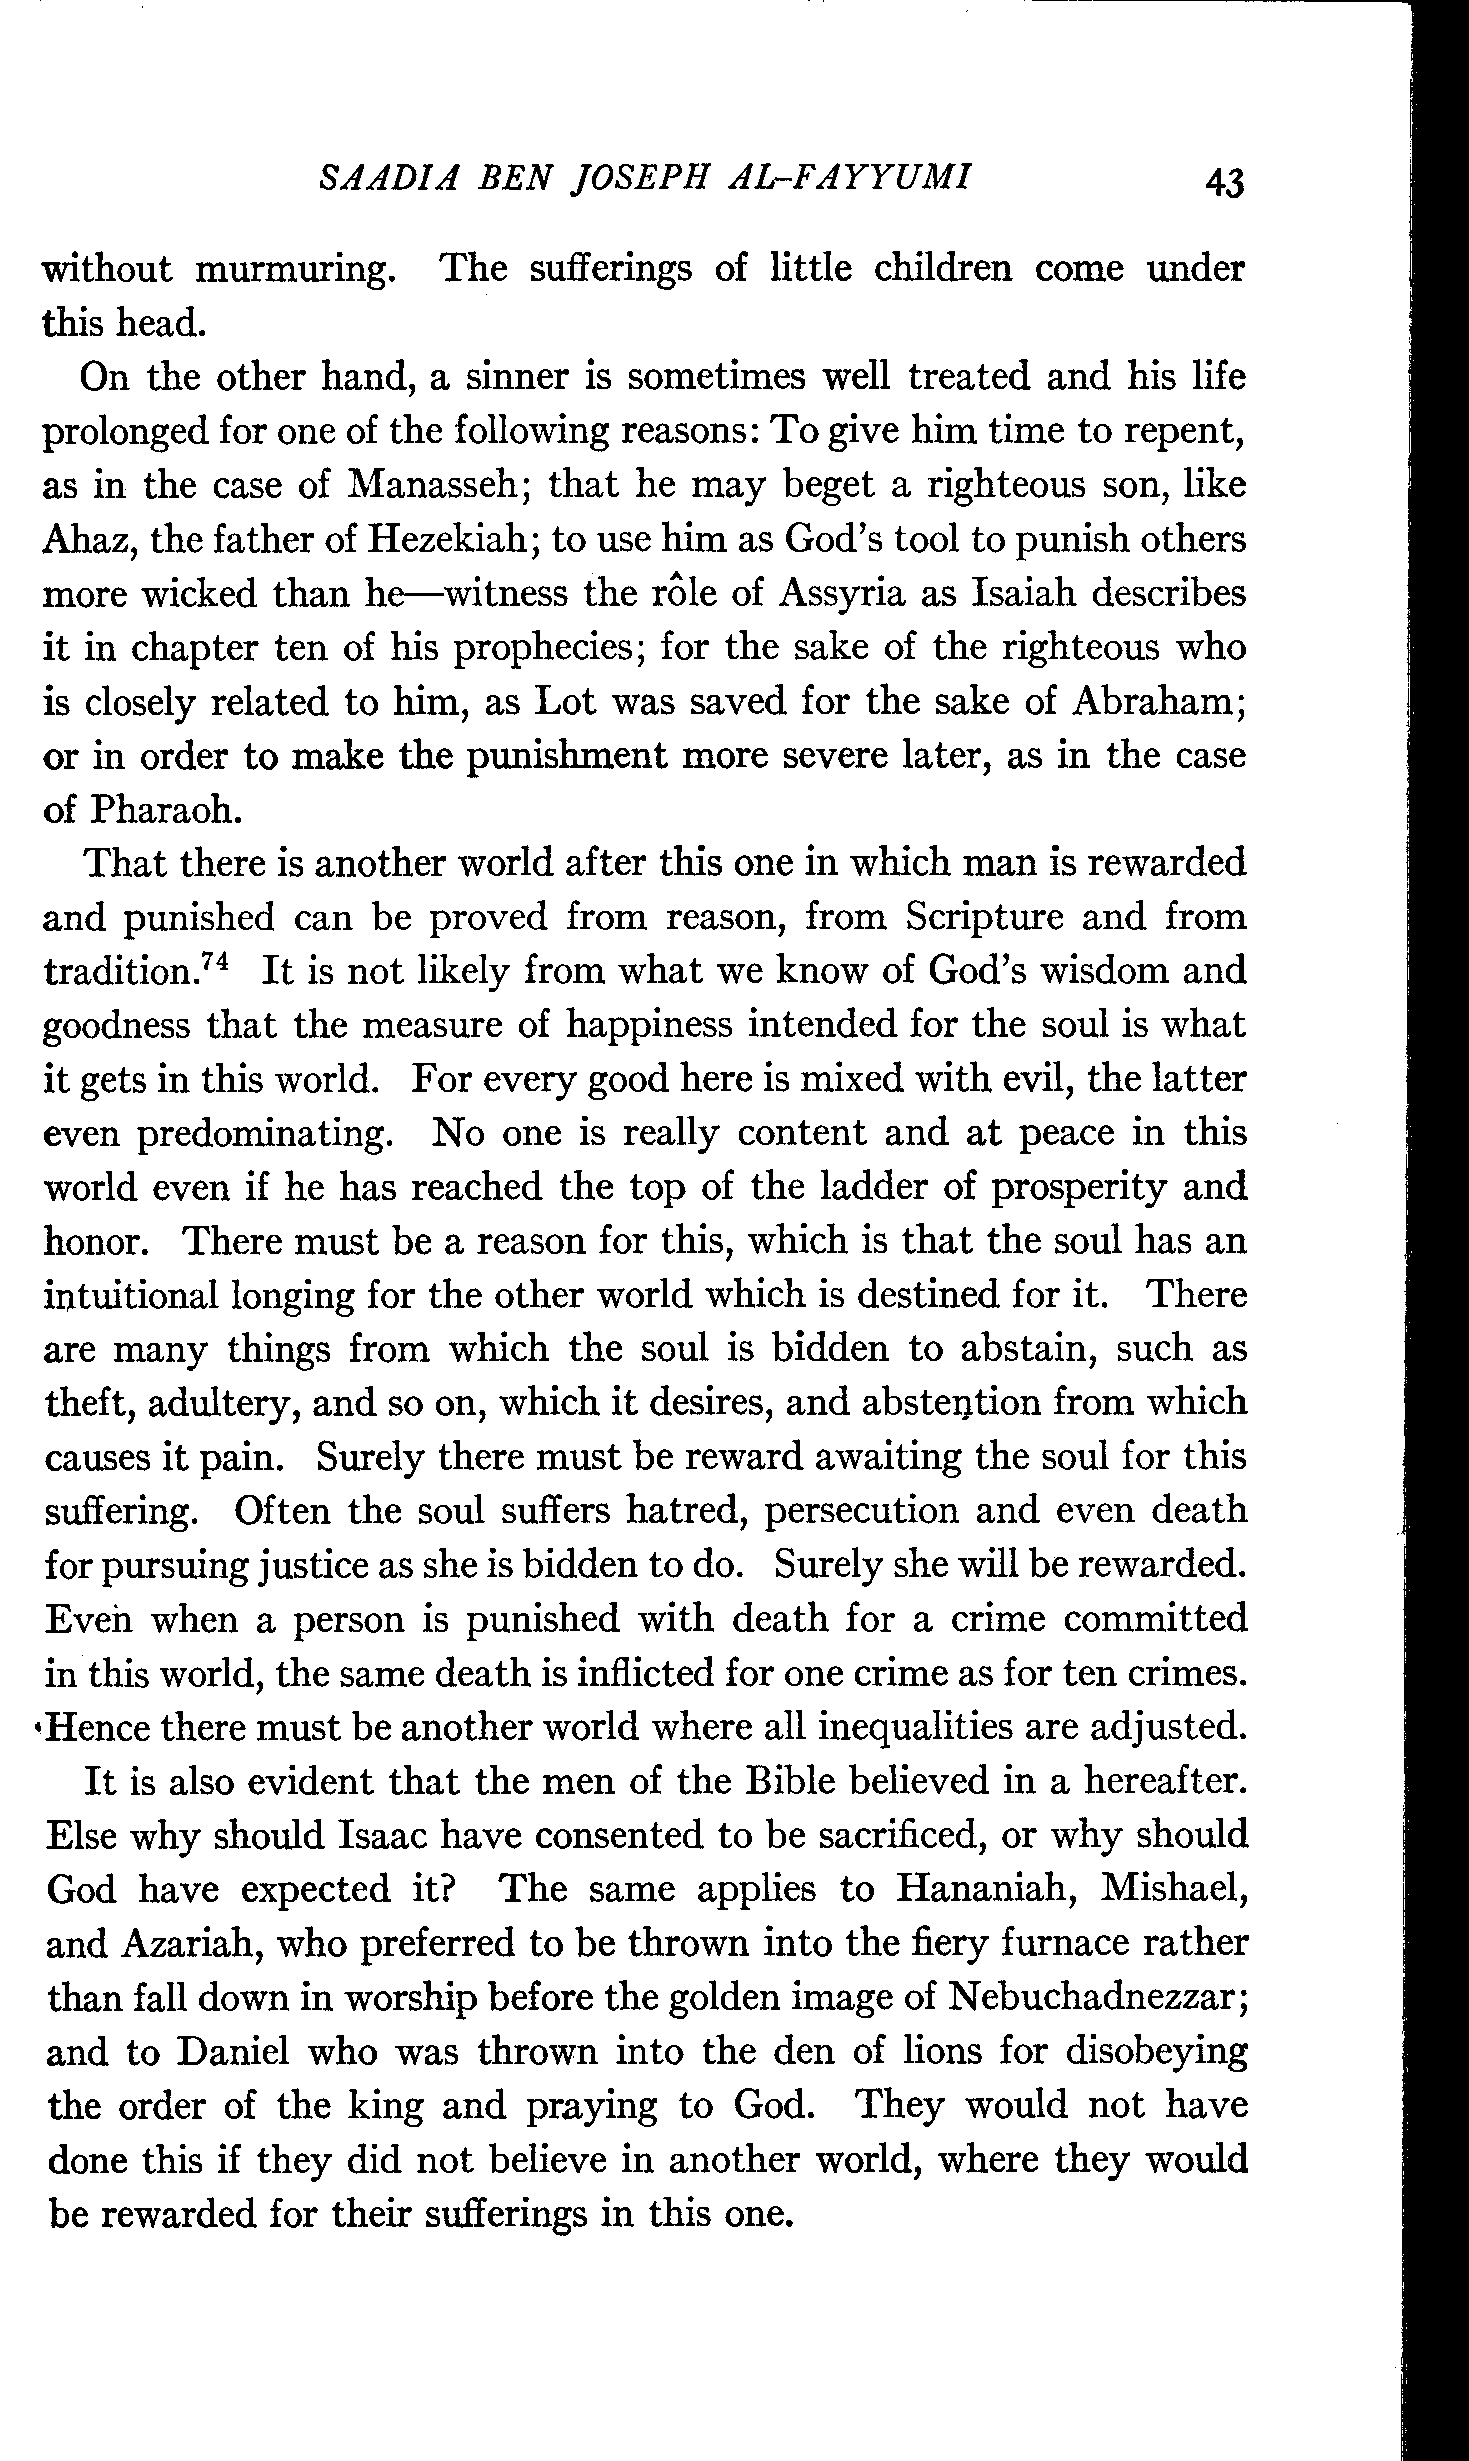 SAADIA BEN JOSEPH AL-FAYYUMI 43
without murmuring. The sufferings of little children come under
this head.
On the other hand, a sinner is sometimes well treated and his life
prolonged for one of the following reasons: To give him time to repent,
as in the case of Manasseh; that he may beget a righteous son, like
Ahaz, the father of Hezekiah; to use him as God's tool to punish others
more wicked than he—witness the rôle of Assyria as Isaiah describes
it in chapter ten of his prophecies; for the sake of the righteous who
is closely related to him, as Lot was saved for the sake of Abraham;
or in order to make the punishment more severe later, as in the case
of Pharaoh.
That there is another world after this one in which man is rewarded
and punished can be proved from reason, from Scripture and from
tradition.⁷⁴ It is not likely from what we know of God's wisdom and
goodness that the measure of happiness intended for the soul is what
it gets in this world. For every good here is mixed with evil, the latter
even predominating. No one is really content and at peace in this
world even if he has reached the top of the ladder of prosperity and
honor. There must be a reason for this, which is that the soul has an
intuitional longing for the other world which is destined for it. There
are many things from which the soul is bidden to abstain, such as
theft, adultery, and so on, which it desires, and abstention from which
causes it pain. Surely there must be reward awaiting the soul for this
suffering. Often the soul suffers hatred, persecution and even death
for pursuing justice as she is bidden to do. Surely she will be rewarded.
Even when a person is punished with death for a crime committed
in this world, the same death is inflicted for one crime as for ten crimes.
Hence there must be another world where all inequalities are adjusted.
It is also evident that the men of the Bible believed in a hereafter.
Else why should Isaac have consented to be sacrificed, or why should
God have expected it? The same applies to Hananiah, Mishael,
and Azariah, who preferred to be thrown into the fiery furnace rather
than fall down in worship before the golden image of Nebuchadnezzar;
and to Daniel who was thrown into the den of lions for disobeying
the order of the king and praying to God. They would not have
done this if they did not believe in another world, where they would
be rewarded for their sufferings in this one.